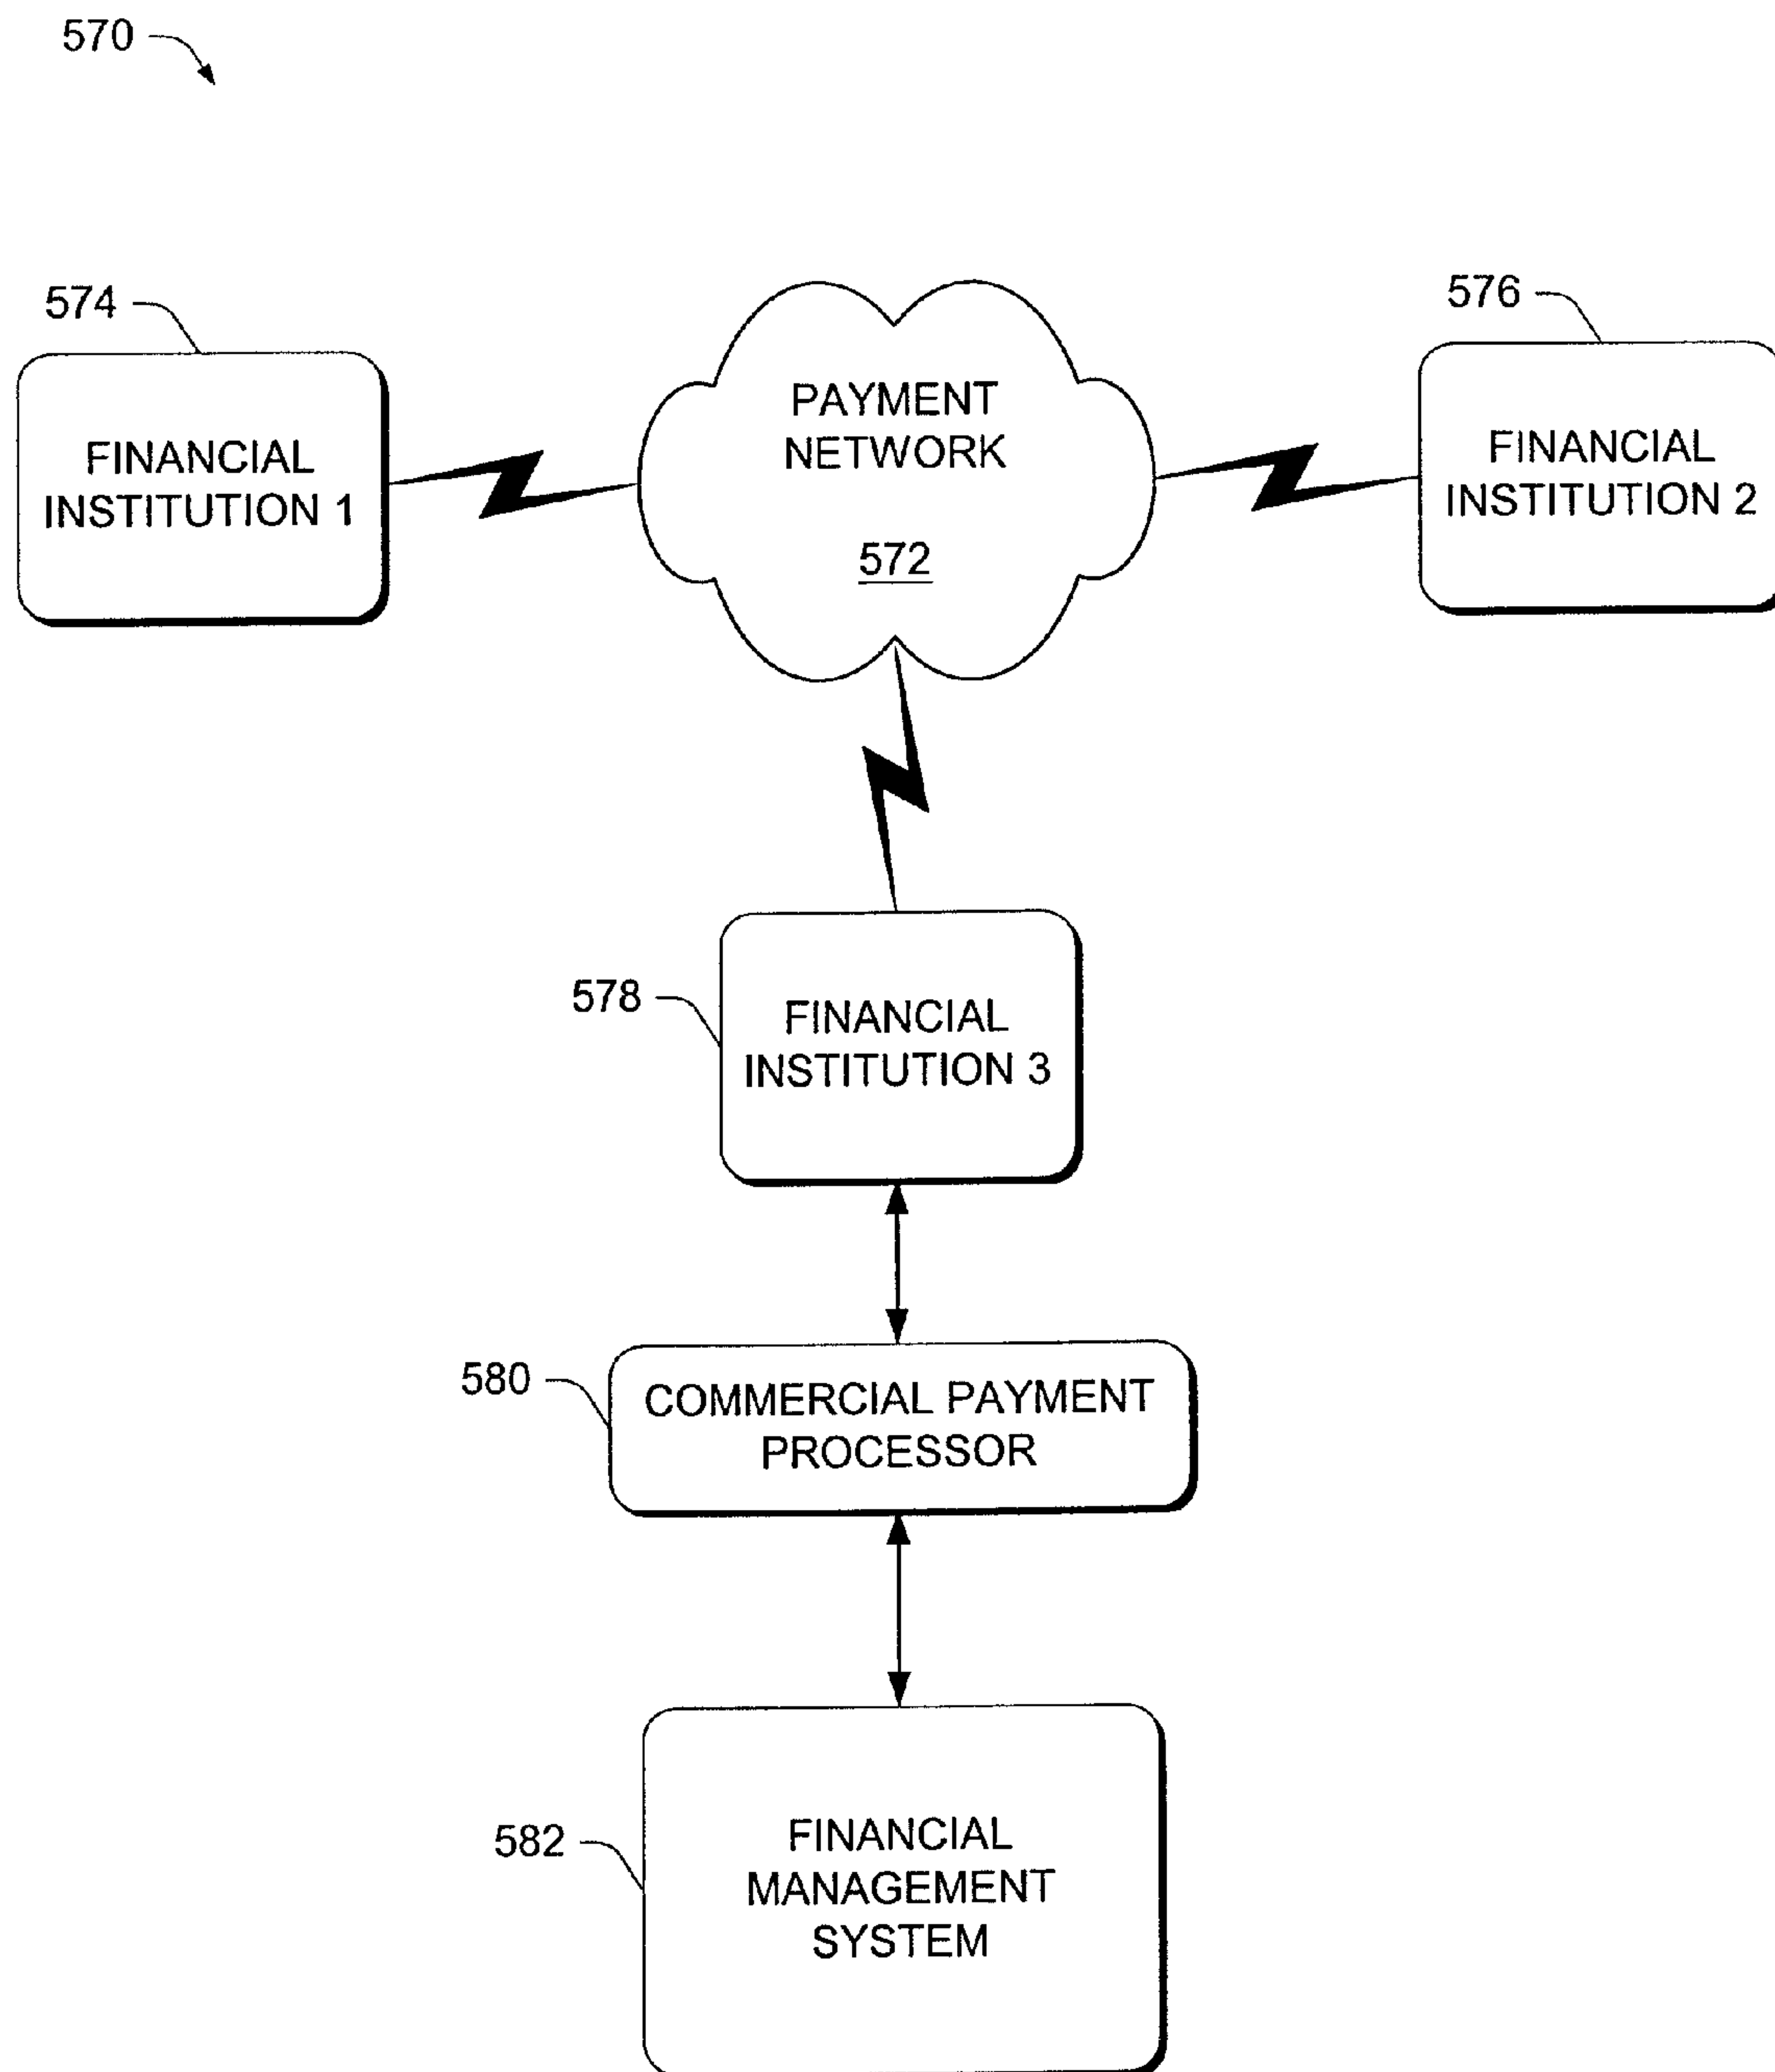 570
574
576
PAYMENT
NETWORK
572
FINANCIAL
INSTITUTION 1
FINANCIAL
INSTITUTION 2
578
FINANCIAL
INSTITUTION 3
580
COMMERCIAL PAYMENT
PROCESSOR
582
FINANCIAL
MANAGEMENT
SYSTEM